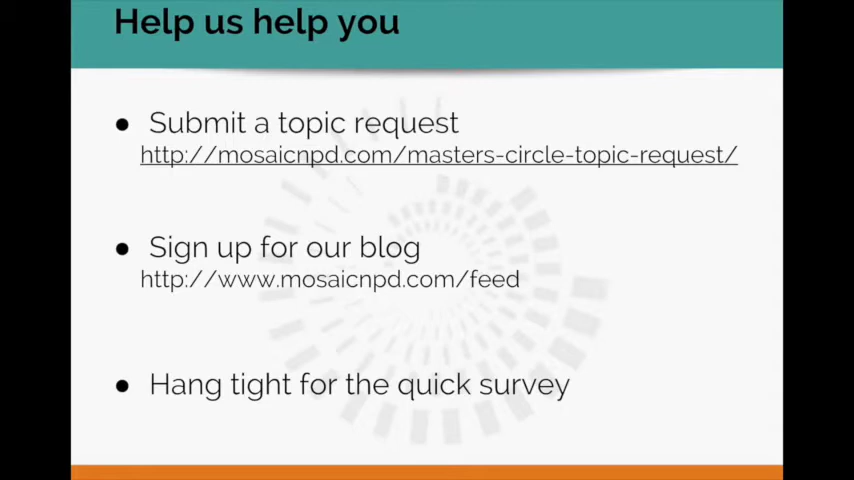 Help us help you
● Submit a topic request
http://mosaicnpd.com/masters-circle-topic-request/
● Sign up for our blog
http://www.mosaicnpd.com/feed
● Hang tight for the quick survey